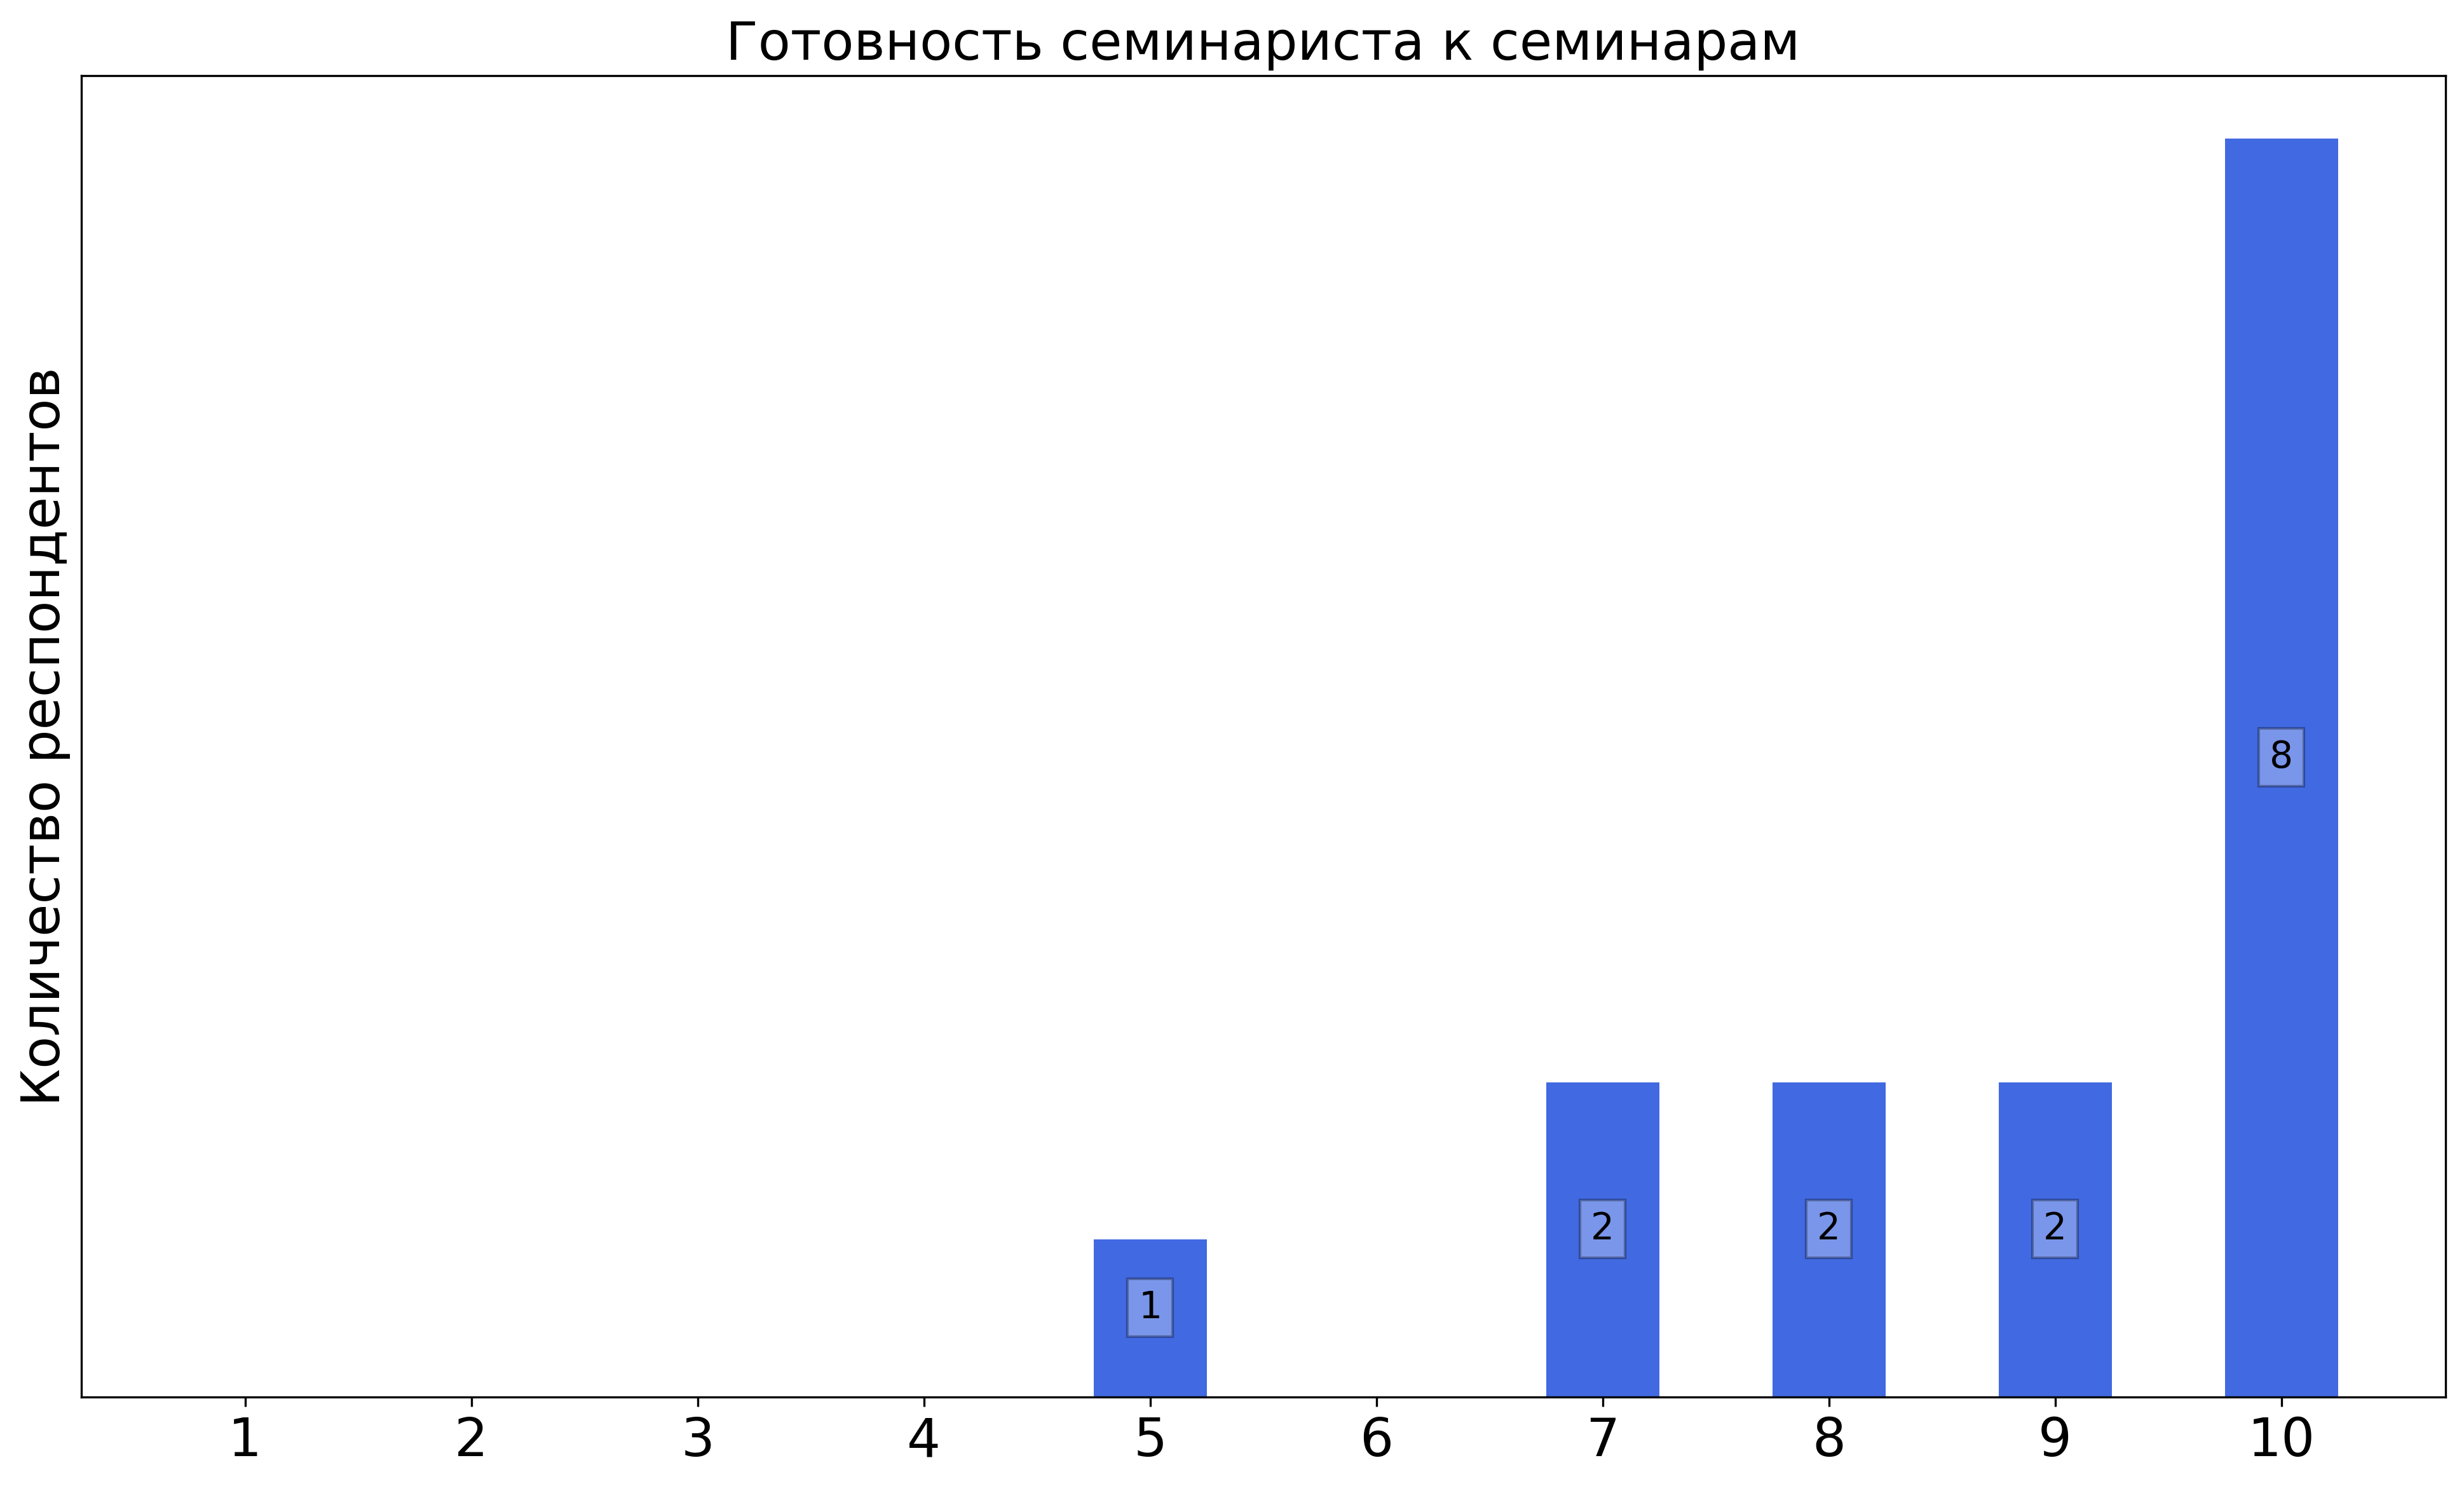 Готовность семинариста к семинарам
Количество респондентов
8
2 2 2
1
1 2 3 4 5 6 7 8 9 10